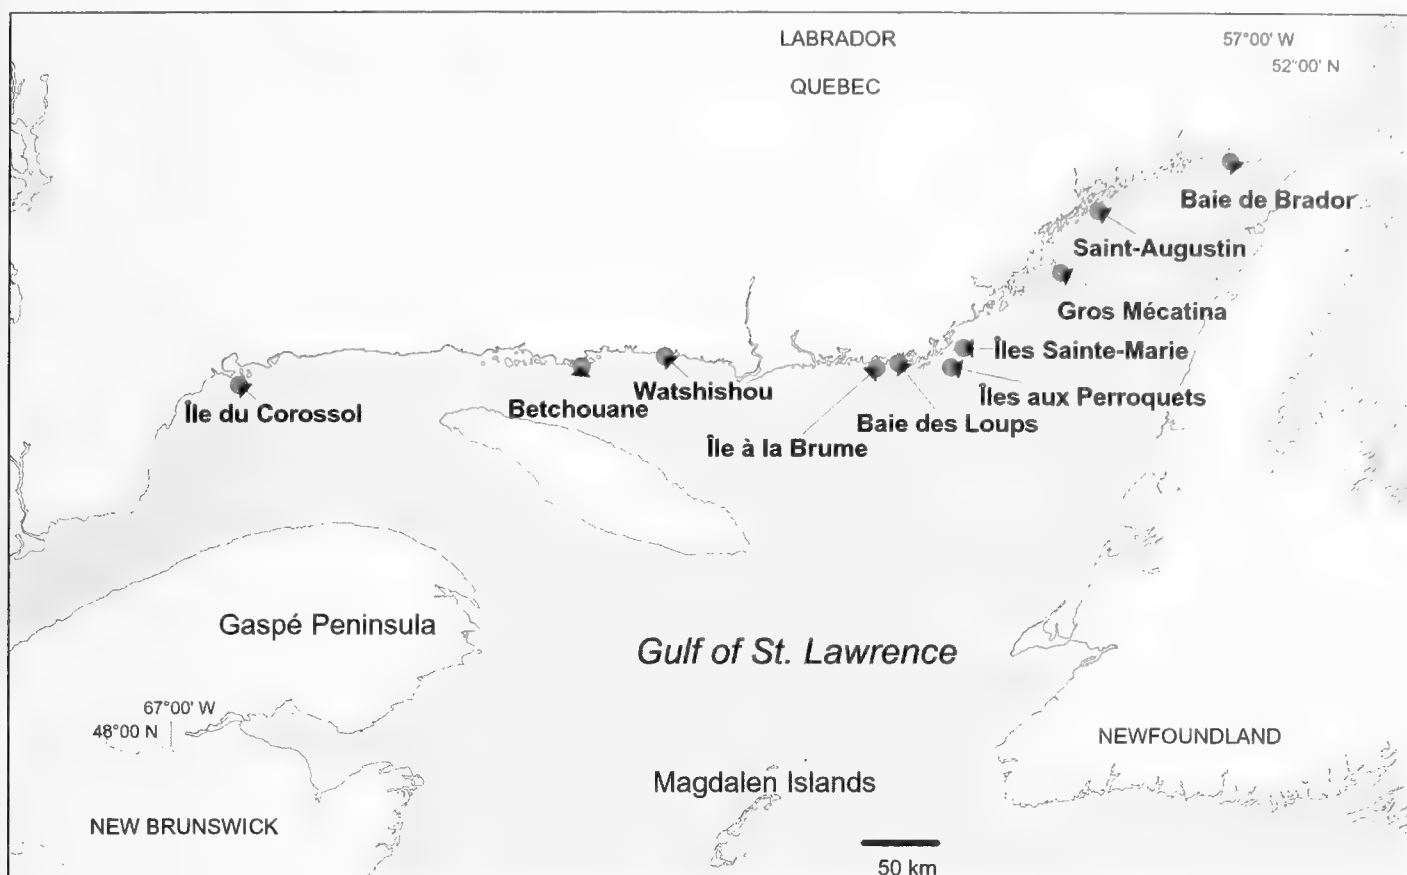 LABRADOR
57°00' W
52°00' N
QUEBEC
Baie de Brador
Saint-Augustin
Gros Mécatina
Îles Sainte-Marie
Watshishou
Îles aux Perroquets
Île du Corossol
Betchouane
Baie des Loups
Île à la Brume
Gaspé Peninsula
Gulf of St. Lawrence
67°00' W
48°00 N
NEWFOUNDLAND
Magdalen Islands
NEW BRUNSWICK
50 km